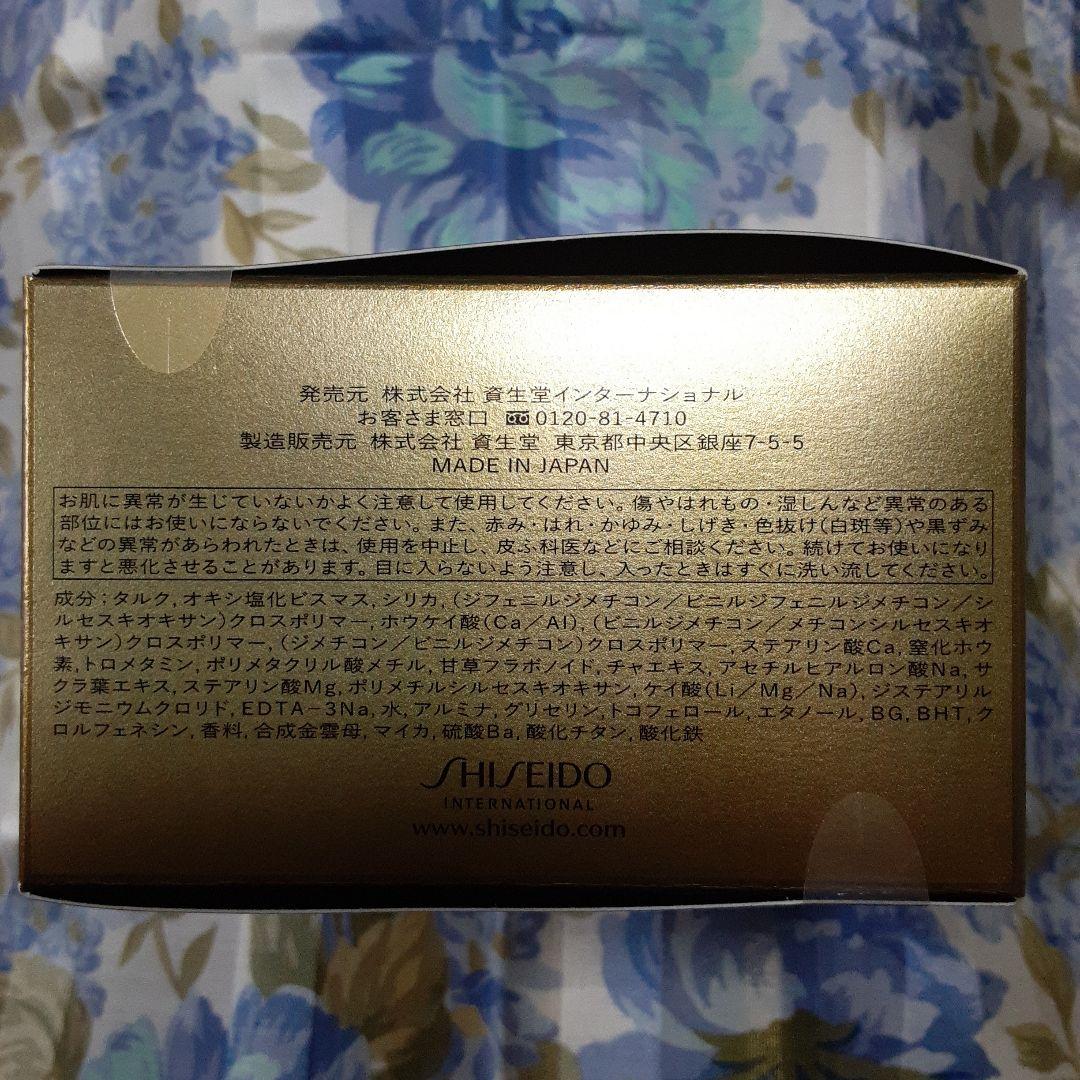 発売元 株式会社 資生堂インターナショナル
お客さま窓口 0120-81-4710
製造販売元 株式会社 資生堂 東京都中央区銀座7-5-5
MADE IN JAPAN
お肌に異常が生じていないかよく注意して使用してください。傷やはれもの・湿しんなど異常のある
部位にはお使いにならないでください。また、赤み・はれ・かゆみ・しげき・色抜け(白斑等)や黒ずみ
などの異常があらわれたときは、使用を中止し、皮ふ科医などにご相談ください。続けてお使いになり
ますと悪化させることがあります。目に入らないよう注意し、入ったときはすぐに洗い流してください。
成分：タルク,オキシ塩化ビスマス,シリカ,(ジフェニルジメチコン／ビニルジフェニルジメチコン／シ
ルセスキオキサン)クロスポリマー,ホウケイ酸(Ca／Al),(ビニルジメチコン／メチコンシルセスキオ
キサン)クロスポリマー,(ジメチコン／ビニルジメチコン)クロスポリマー,ステアリン酸Ca,窒化ホウ
素,トロメタミン,ポリメタクリル酸メチル,甘草フラボノイド,チャエキス,アセチルヒアルロン酸Na,サ
クラ葉エキス,ステアリン酸Mg,ポリメチルシルセスキオキサン,ケイ酸(Li／Mg／Na),ジステアリル
ジモニウムクロリド,EDTA-3Na,水,アルミナ,グリセリン,トコフェロール,エタノール,BG,BHT,ク
ロルフェネシン,香料,合成金雲母,マイカ,硫酸Ba,酸化チタン,酸化鉄
SHISEIDO
INTERNATIONAL
www.shiseido.com